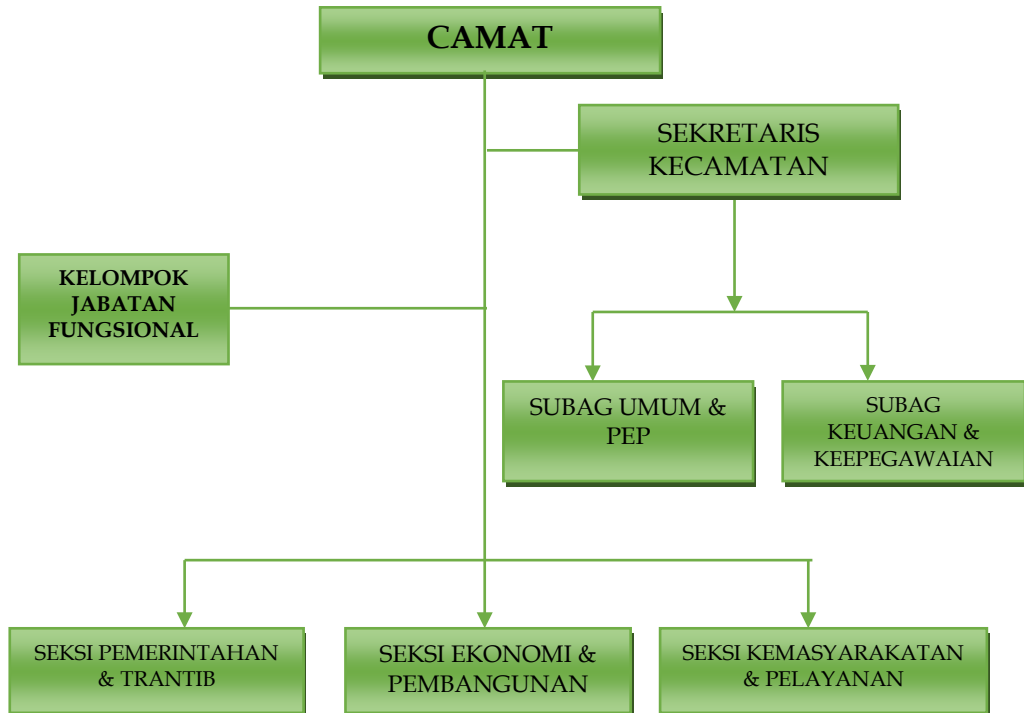 CAMAT
SEKRETARIS
KECAMATAN
KELOMPOK
JABATAN
FUNGSIONAL
SUBAG UMUM &
PEP
SUBAG
KEUANGAN &
KEEPEGAWAIAN
SEKSI PEMERINTAHAN
& TRANTIB
SEKSI EKONOMI &
PEMBANGUNAN
SEKSI KEMASYARAKATAN
& PELAYANAN